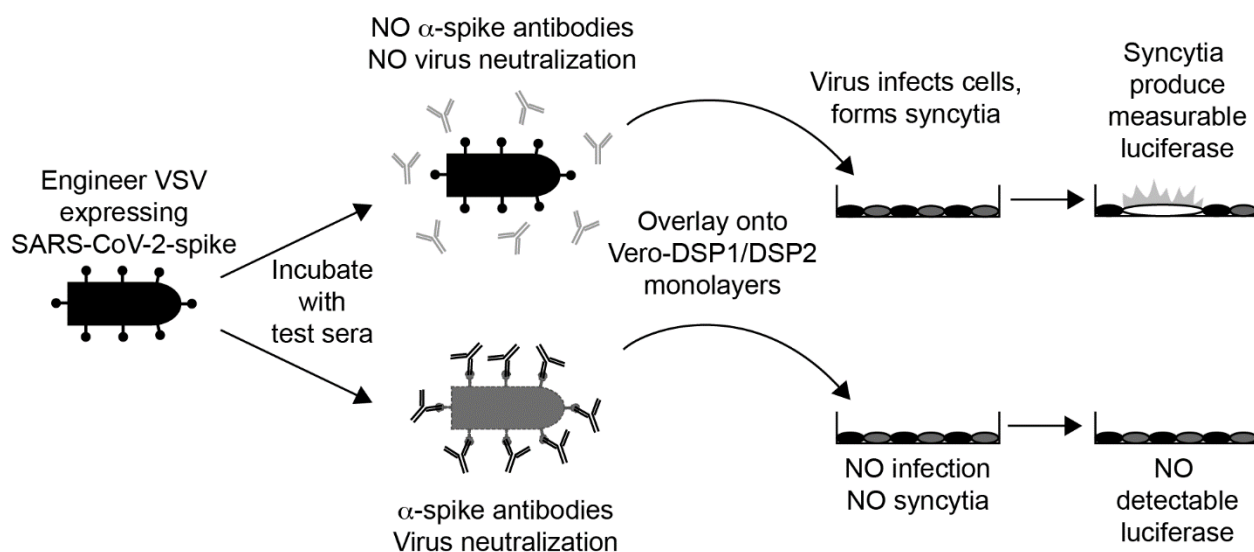 Engineer VSV
expressing
SARS-CoV-2-spike
Incubate
with
test sera
NO α-spike antibodies
NO virus neutralization
α-spike antibodies
Virus neutralization
Overlay onto
Vero-DSP1/DSP2
monolayers
Virus infects cells,
forms syncytia
Syncytia
produce
measurable
luciferase
NO infection
NO syncytia
NO
detectable
luciferase